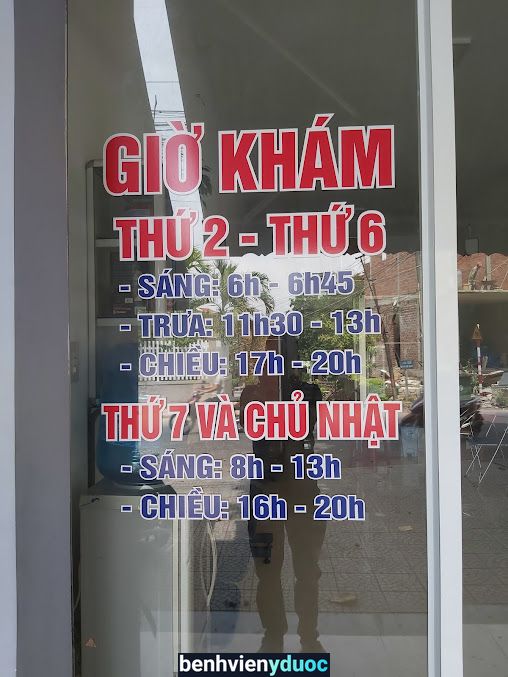 GIỜ KHÁM
THỨ 2 - THỨ 6
- SÁNG: 6h - 6h45
- TRƯA: 11h30 - 13h
- CHIỀU: 17h - 20h
THỨ 7 VÀ CHỦ NHẬT
- SÁNG: 8h - 13h
- CHIỀU: 16h - 20h
benhvienyduoc